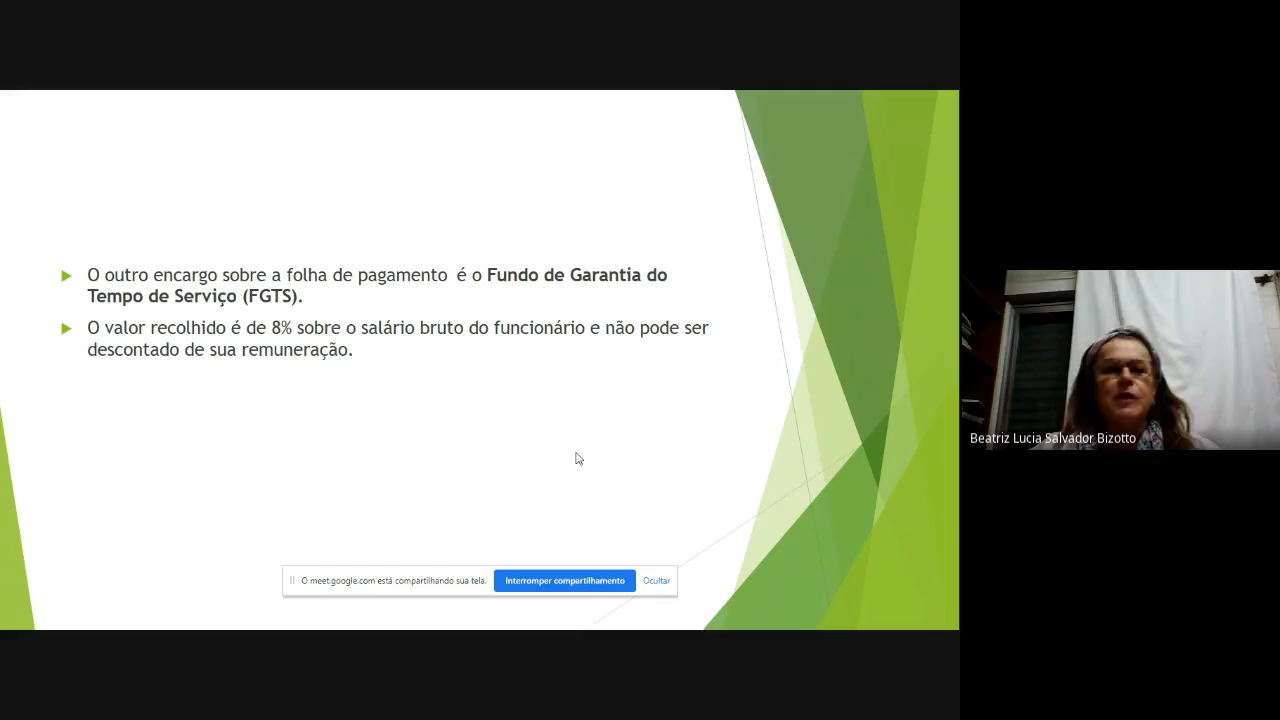 O outro encargo sobre a folha de pagamento é o Fundo de Garantia do
Tempo de Serviço (FGTS).
O valor recolhido é de 8% sobre o salário bruto do funcionário e não pode ser
descontado de sua remuneração.
O meet.google.com está compartilhando sua tela.
Interromper compartilhamento
Ocultar
Beatriz Lucia Salvador Bizotto